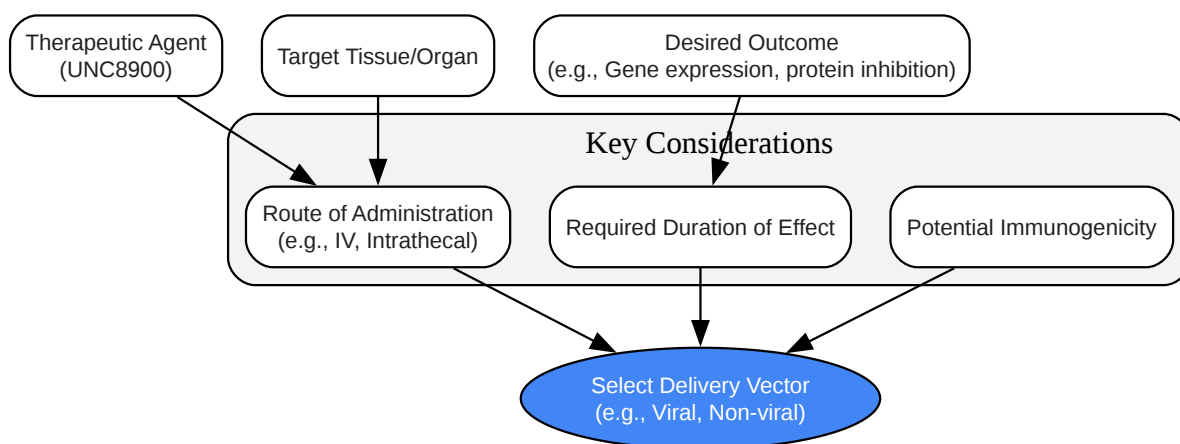 Therapeutic Agent
(UNC8900)
Target Tissue/Organ
Desired Outcome
(e.g., Gene expression, protein inhibition)
Key Considerations
Route of Administration
(e.g., IV, Intrathecal)
Required Duration of Effect
Potential Immunogenicity
Select Delivery Vector
(e.g., Viral, Non-viral)